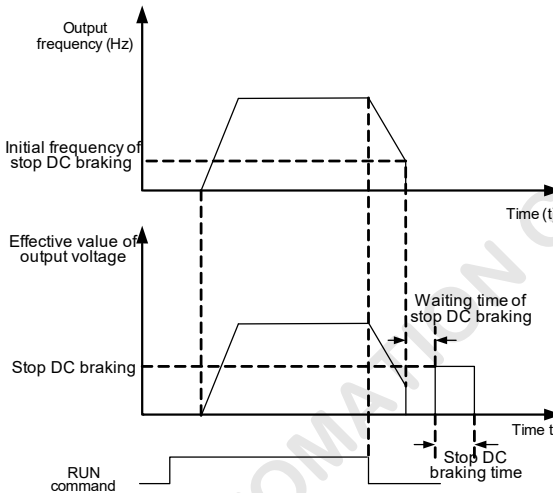 Output
frequency (Hz)
Initial frequency of
stop DC braking
Time (t)
Effective value of
output voltage
Waiting time of
stop DC braking
Stop DC braking
Time t
Stop DC
braking time
RUN
command
OMATION